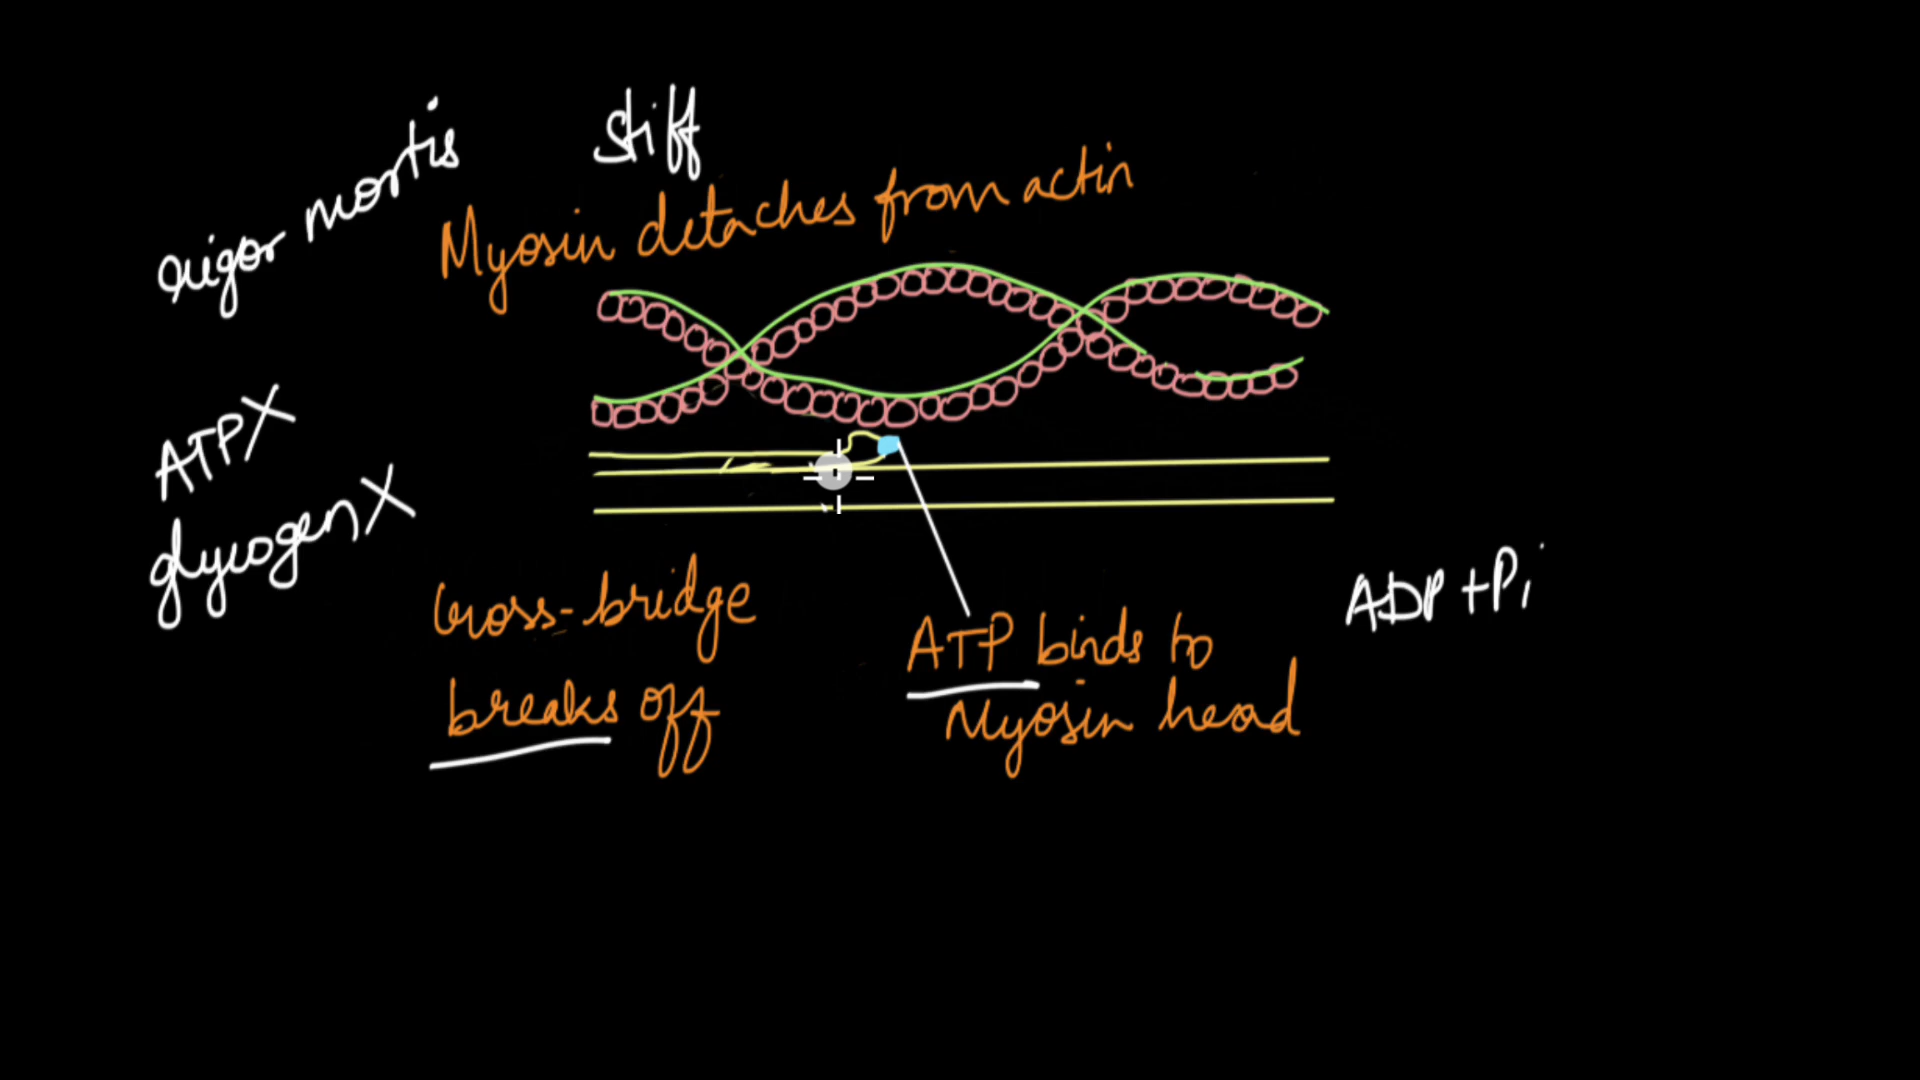 rigor mortis
Stiff
Myosin detaches from actin
ATP X
glycogen X
Cross-bridge
breaks off
ATP binds to
Myosin head
ADP + Pi